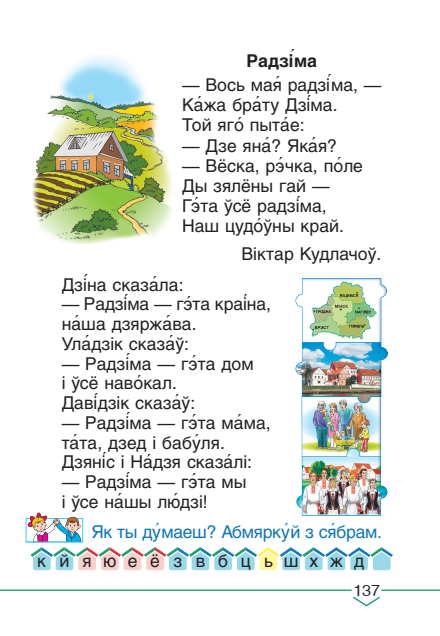 Радзі́ма
— Вось мая́ радзі́ма, —
Ка́жа бра́ту Дзі́ма.
Той яго́ пыта́е:
— Дзе яна́? Яка́я?
— Вёска, рэ́чка, по́ле
Ды зялёны гай —
Гэ́та ўсё радзі́ма,
Наш цудо́ўны край.
Віктар Кудлачоў.
Дзі́на сказа́ла:
— Радзі́ма — гэ́та краі́на,
на́ша дзяржа́ва.
Ула́дзік сказа́ў:
— Радзі́ма — гэ́та дом
і ўсё наво́кал.
Даві́дзік сказа́ў:
— Радзі́ма — гэ́та ма́ма,
та́та, дзед і бабу́ля.
Дзяні́с і На́дзя сказа́лі:
— Радзі́ма — гэ́та мы
і ўсе на́шы лю́дзі!
ВІЦЕБСК
МІНСК
ГРОДНА
МАГІЛЁЎ
БРЭСТ
ГОМЕЛЬ
Як ты ду́маеш? Абмярку́й з ся́брам.
к й я ю е ё з в б ц ь ш х ж д
137